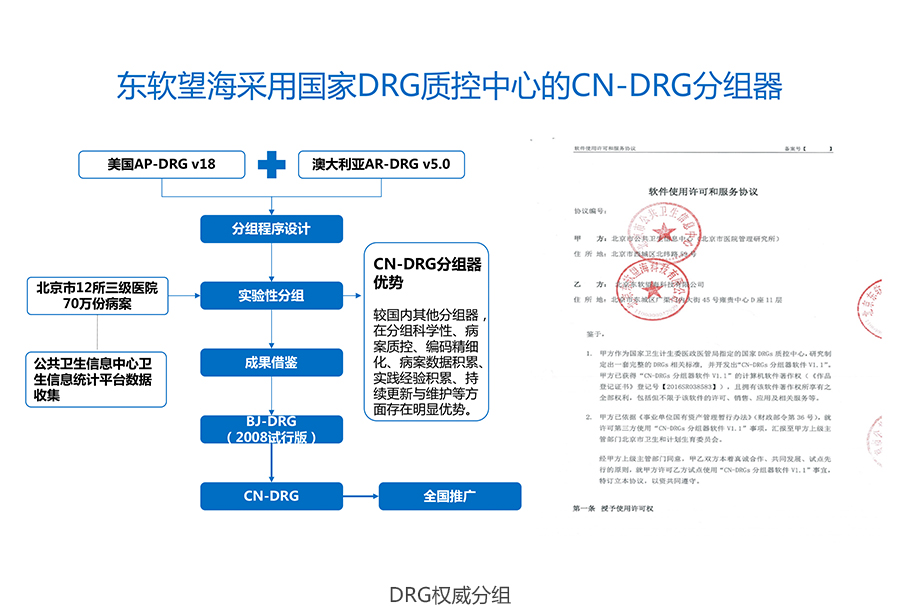 东软望海采用国家DRG质控中心的CN-DRG分组器
美国AP-DRG v18
澳大利亚AR-DRG v5.0
分组程序设计
北京市12所三级医院
70万份病案
实验性分组
公共卫生信息中心卫
生信息统计平台数据
收集
成果借鉴
BJ-DRG
（2008试行版）
CN-DRG
全国推广
CN-DRG分组器
优势
较国内其他分组器，
在分组科学性、病
案质控、编码精细
化、病案数据积累、
实践经验积累、持
续更新与维护等方
面存在明显优势。
软件使用许可和服务协议
备案号【 】
软件使用许可和服务协议
协议编号：
甲 方：北京市公共卫生信息中心（北京市医院管理研究所）
住 所 地：北京市西城区北纬路59号
乙 方：北京东软望海科技有限公司
住 所 地：北京市东城区广渠门内大街45号雍贵中心D座11层
鉴于，
1. 甲方作为国家卫生计生委医政医管局指定的国家DRGs质控中心，研究制
定出一套完整的DRGs相关标准，并开发出“CN-DRGs分组器软件V1.1”。
甲方已获得“CN-DRGs分组器软件V1.1”的计算机软件著作权（《作品
登记证书》登记号【2016SR038583】），且拥有该软件著作权所享有之
全部权利，包括但不限于该软件的许可、销售、应用及相关服务等。
2. 甲方已依据《事业单位国有资产管理暂行办法》（财政部令第36号），就
许可第三方使用“CN-DRGs分组器软件V1.1”事项，汇报至甲方上级主
管部门北京市卫生和计划生育委员会。
经甲方上级主管部门同意，甲乙双方本着真诚合作、共同发展、试点先
行的原则，就甲方许可乙方试点使用“CN-DRGs分组器软件V1.1”事宜，
特订立本协议，以资共同遵守。
第一条 授予使用许可权
DRG权威分组